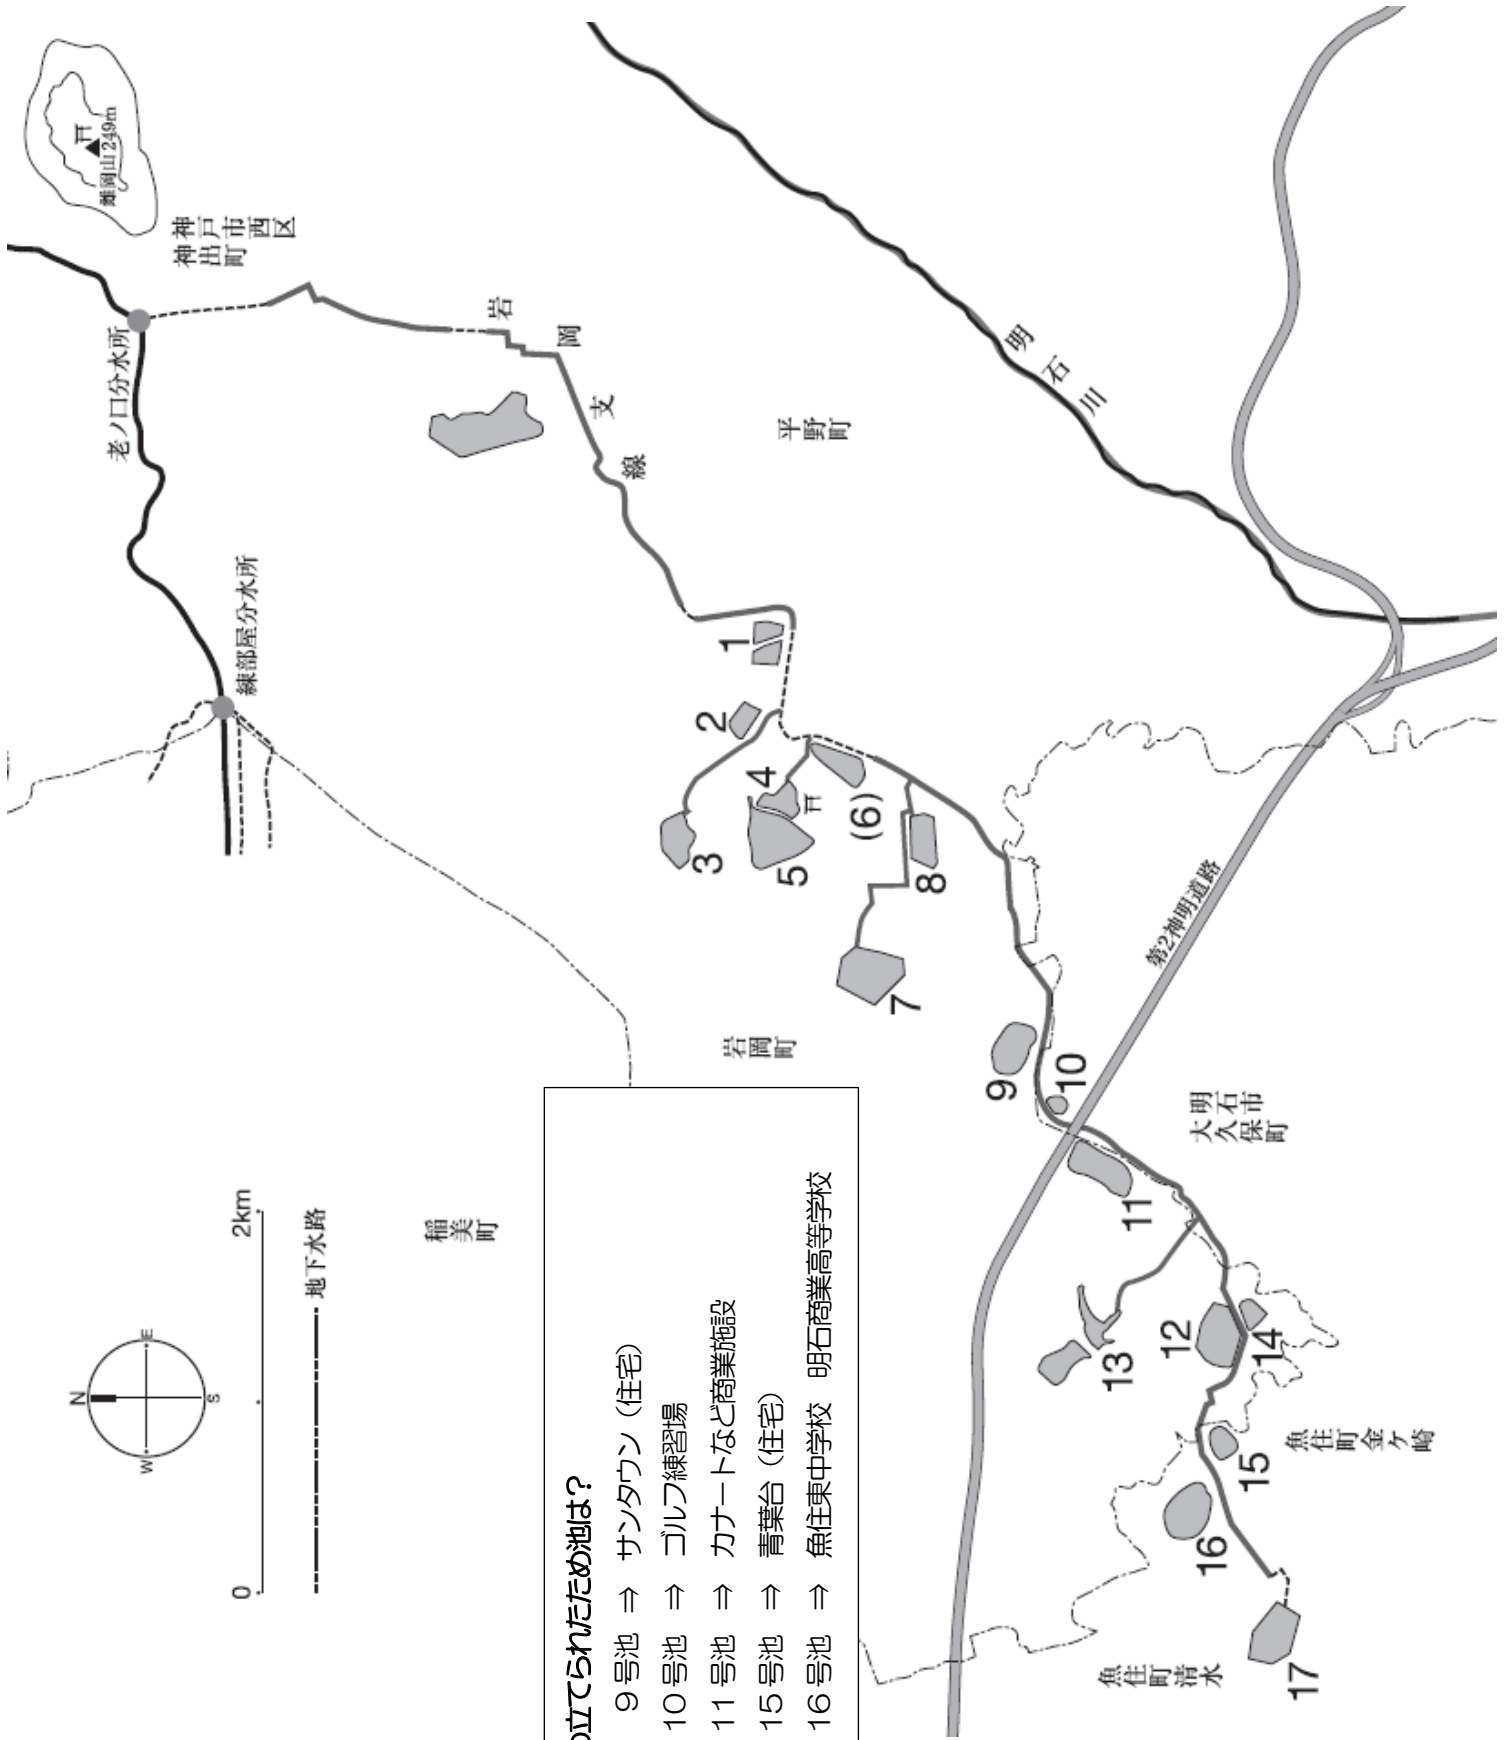 雌岡山249m
神戸市西区
神出町
老ノ口分水所
練部屋分水所
岩岡支線
平野町
明石川
第2神明道路
稲美町
岩岡町
明石市
大久保町
魚住町金ヶ崎
魚住町清水
1
2
3
4
5
(6)
7
8
9
10
11
12
13
14
15
16
17
N
W
E
S
0
2km
地下水路
立てられたため池は？
9号池 ⇒ サンタウン（住宅）
10号池 ⇒ ゴルフ練習場
11号池 ⇒ カナートなど商業施設
15号池 ⇒ 青葉台（住宅）
16号池 ⇒ 魚住東中学校 明石商業高等学校